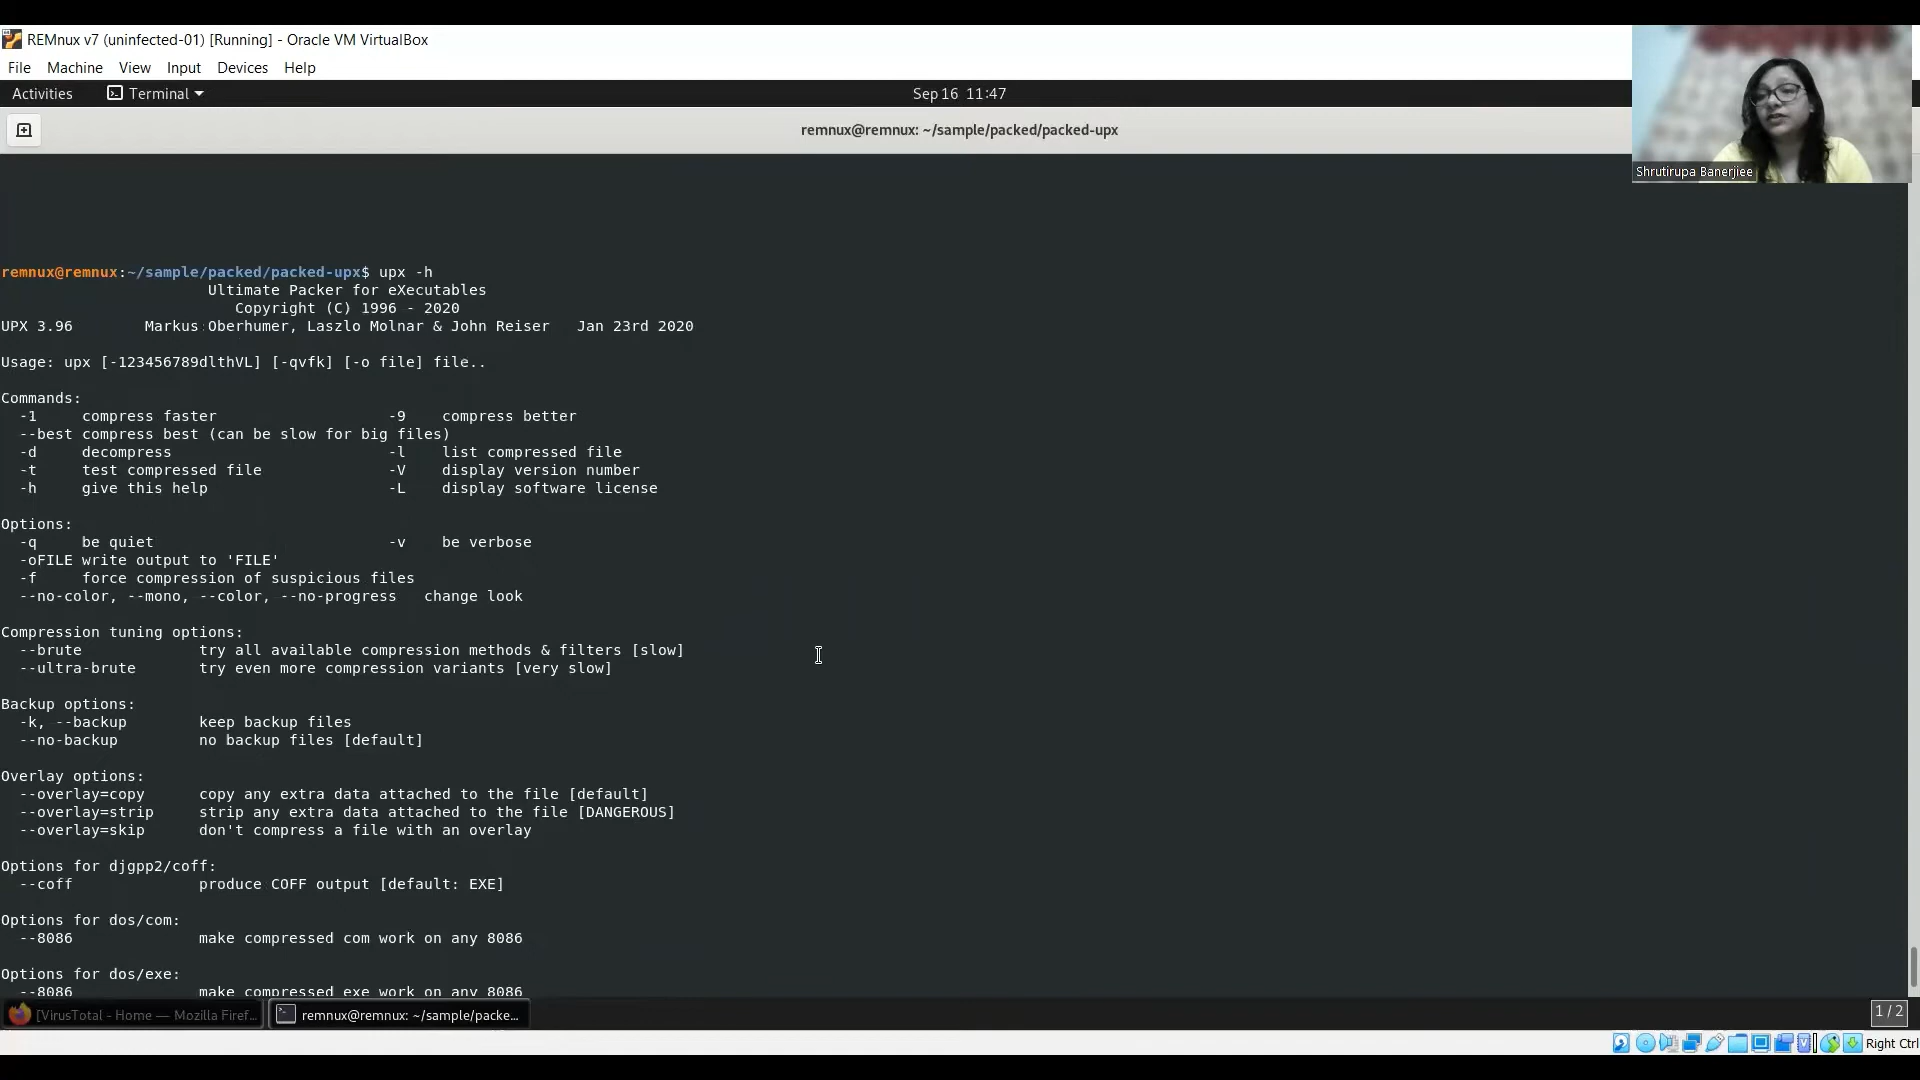 REMnux v7 (uninfected-01) [Running] - Oracle VM VirtualBox
File Machine View Input Devices Help
Activities Terminal Sep 16 11:47
remnux@remnux: ~/sample/packed/packed-upx
Shrutirupa Banerjiee
remnux@remnux:~/sample/packed/packed-upx$ upx -h
Ultimate Packer for eXecutables
Copyright (C) 1996 - 2020
UPX 3.96 Markus Oberhumer, Laszlo Molnar & John Reiser Jan 23rd 2020
Usage: upx [-123456789dlthVL] [-qvfk] [-o file] file..
Commands:
-1 compress faster -9 compress better
--best compress best (can be slow for big files)
-d decompress -l list compressed file
-t test compressed file -V display version number
-h give this help -L display software license
Options:
-q be quiet -v be verbose
-oFILE write output to 'FILE'
-f force compression of suspicious files
--no-color, --mono, --color, --no-progress change look
Compression tuning options:
--brute try all available compression methods & filters [slow]
--ultra-brute try even more compression variants [very slow]
Backup options:
-k, --backup keep backup files
--no-backup no backup files [default]
Overlay options:
--overlay=copy copy any extra data attached to the file [default]
--overlay=strip strip any extra data attached to the file [DANGEROUS]
--overlay=skip don't compress a file with an overlay
Options for djgpp2/coff:
--coff produce COFF output [default: EXE]
Options for dos/com:
--8086 make compressed com work on any 8086
Options for dos/exe:
--8086 make compressed exe work on any 8086
[VirusTotal - Home — Mozilla Firef... remnux@remnux: ~/sample/packe... 1 / 2
Right Ctrl